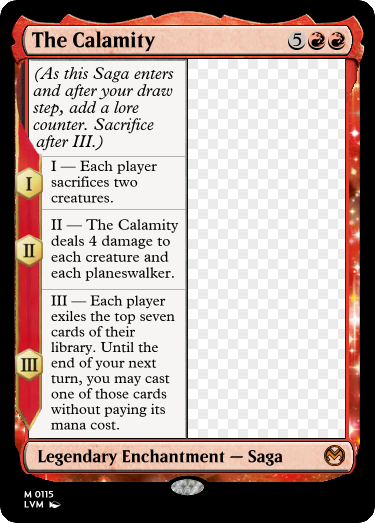 The Calamity 5
(As this Saga enters
and after your draw
step, add a lore
counter. Sacrifice
after III.)
I
I — Each player
sacrifices two
creatures.
II
II — The Calamity
deals 4 damage to
each creature and
each planeswalker.
III
III — Each player
exiles the top seven
cards of their
library. Until the
end of your next
turn, you may cast
one of those cards
without paying its
mana cost.
Legendary Enchantment — Saga
M 0115
LVM